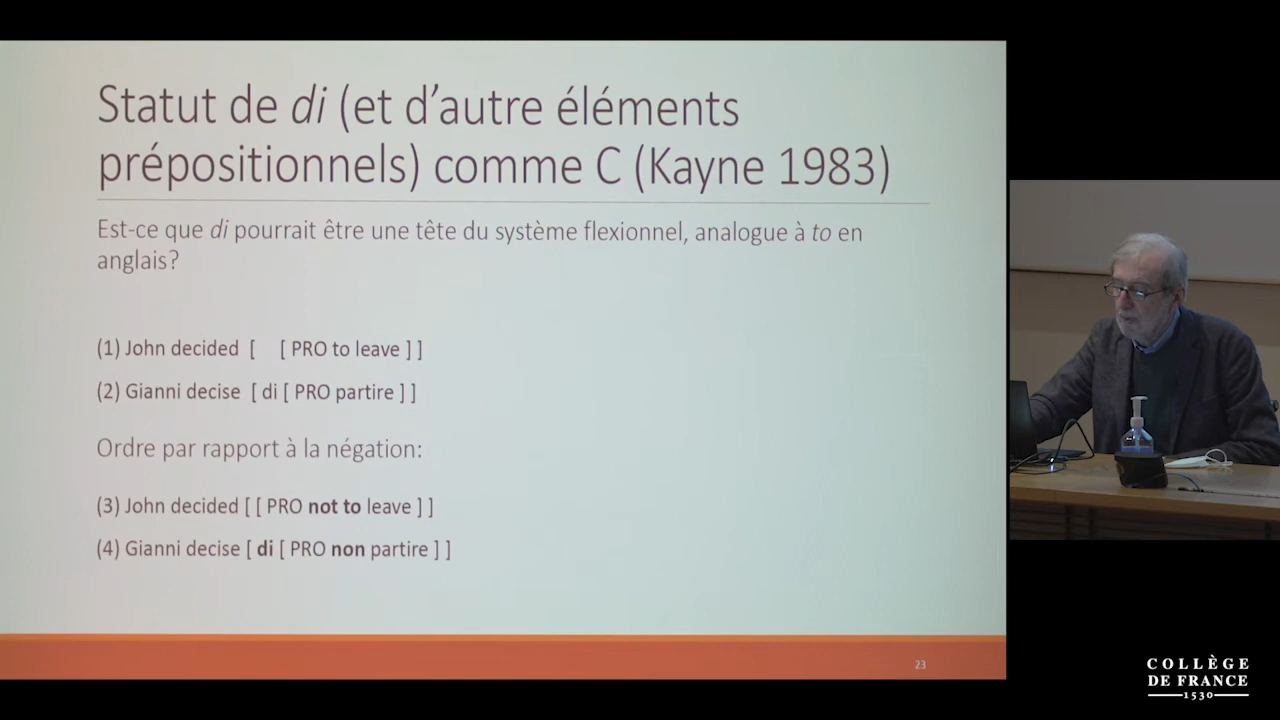 Statut de di (et d'autre éléments
prépositionnels) comme C (Kayne 1983)
Est-ce que di pourrait être une tête du système flexionnel, analogue à to en
anglais?
(1) John decided [ [ PRO to leave ] ]
(2) Gianni decise [ di [ PRO partire ] ]
Ordre par rapport à la négation:
(3) John decided [ [ PRO not to leave ] ]
(4) Gianni decise [ di [ PRO non partire ] ]
23
COLLÈGE
DE FRANCE
1530